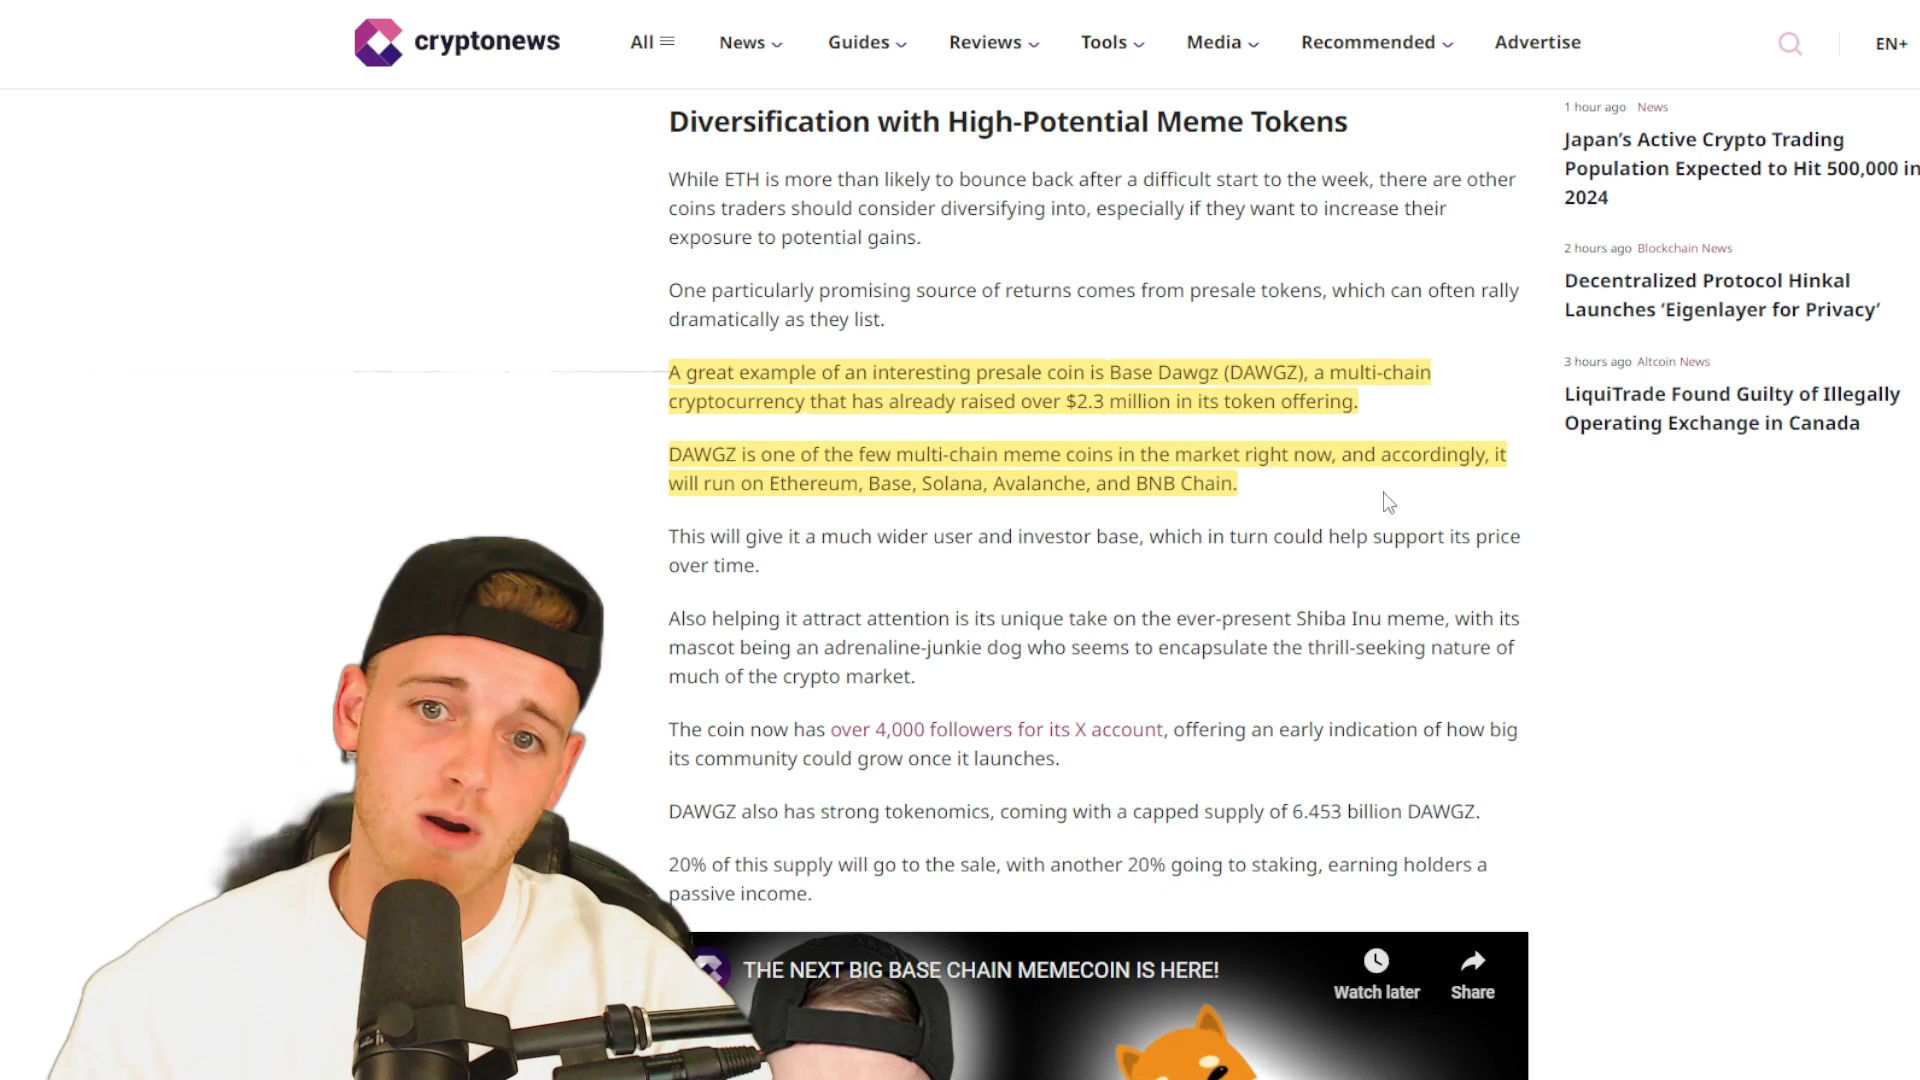 cryptonews
All
News
Guides
Reviews
Tools
Media
Recommended
Advertise
EN+
Diversification with High-Potential Meme Tokens
While ETH is more than likely to bounce back after a difficult start to the week, there are other
coins traders should consider diversifying into, especially if they want to increase their
exposure to potential gains.
One particularly promising source of returns comes from presale tokens, which can often rally
dramatically as they list.
A great example of an interesting presale coin is Base Dawgz (DAWGZ), a multi-chain
cryptocurrency that has already raised over $2.3 million in its token offering.
DAWGZ is one of the few multi-chain meme coins in the market right now, and accordingly, it
will run on Ethereum, Base, Solana, Avalanche, and BNB Chain.
This will give it a much wider user and investor base, which in turn could help support its price
over time.
Also helping it attract attention is its unique take on the ever-present Shiba Inu meme, with its
mascot being an adrenaline-junkie dog who seems to encapsulate the thrill-seeking nature of
much of the crypto market.
The coin now has over 4,000 followers for its X account, offering an early indication of how big
its community could grow once it launches.
DAWGZ also has strong tokenomics, coming with a capped supply of 6.453 billion DAWGZ.
20% of this supply will go to the sale, with another 20% going to staking, earning holders a
passive income.
THE NEXT BIG BASE CHAIN MEMECOIN IS HERE!
Watch later
Share
1 hour ago News
Japan's Active Crypto Trading
Population Expected to Hit 500,000 in
2024
2 hours ago Blockchain News
Decentralized Protocol Hinkal
Launches 'Eigenlayer for Privacy'
3 hours ago Altcoin News
LiquiTrade Found Guilty of Illegally
Operating Exchange in Canada